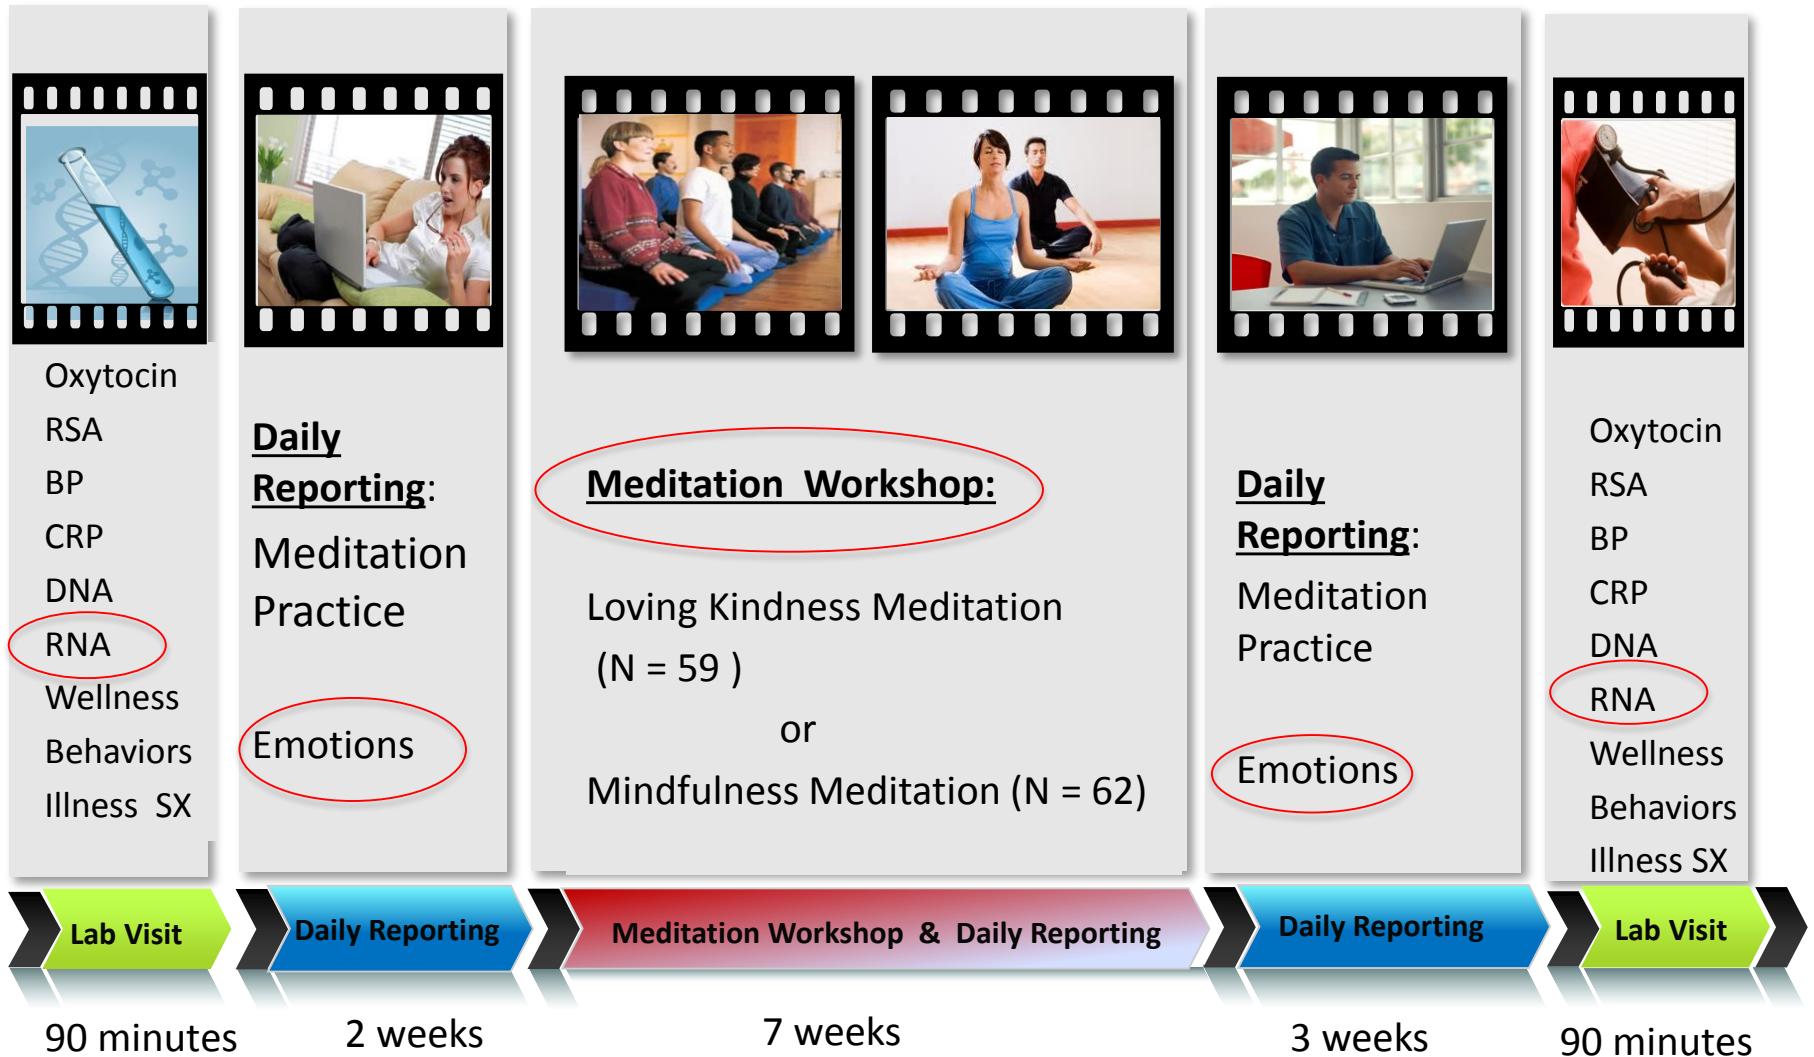 Oxytocin
RSA
BP
CRP
DNA
RNA
Wellness
Behaviors
Illness SX
Daily
Reporting:
Meditation
Practice
Emotions
Meditation Workshop:
Loving Kindness Meditation
(N = 59 )
or
Mindfulness Meditation (N = 62)
Daily
Reporting:
Meditation
Practice
Emotions
Oxytocin
RSA
BP
CRP
DNA
RNA
Wellness
Behaviors
Illness SX
Lab Visit
Daily Reporting
Meditation Workshop & Daily Reporting
Daily Reporting
Lab Visit
90 minutes
2 weeks
7 weeks
3 weeks
90 minutes